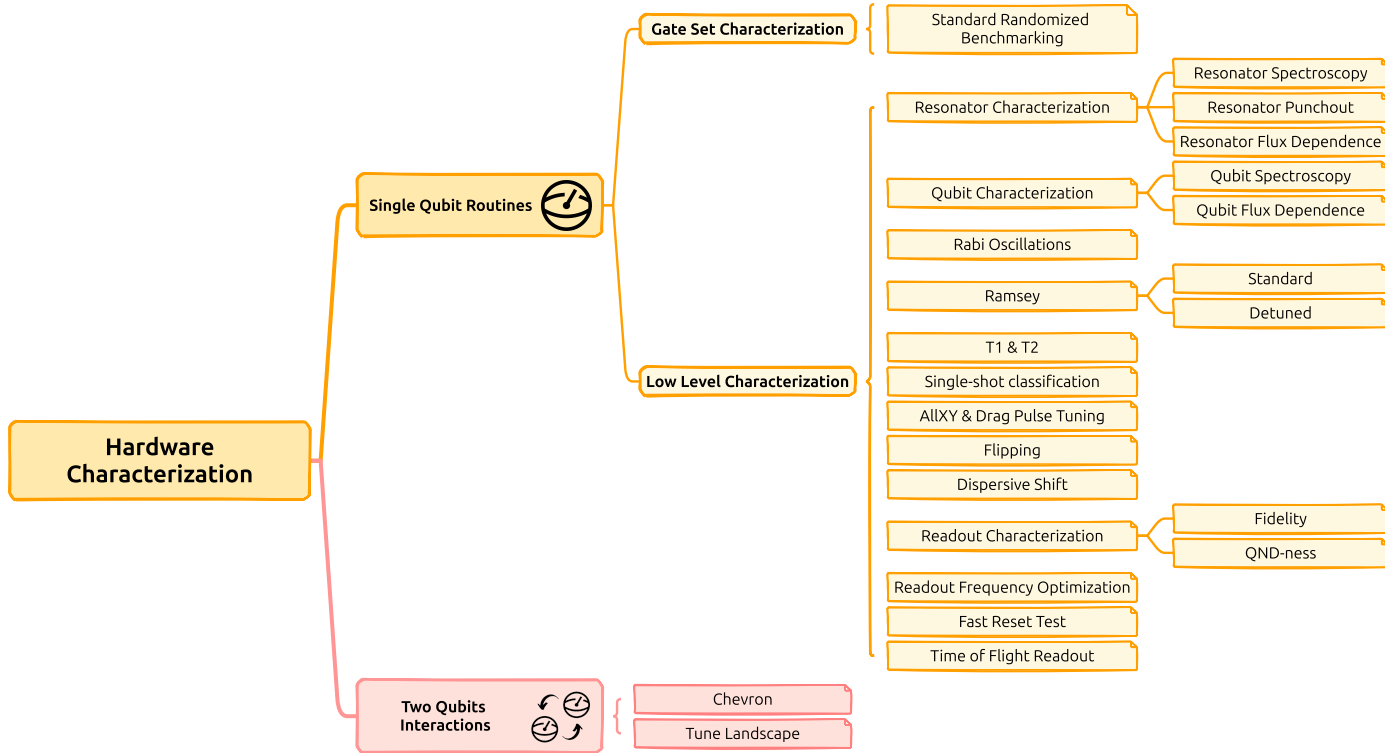 Hardware
Characterization
Single Qubit Routines
Gate Set Characterization
Standard Randomized
Benchmarking
Low Level Characterization
Resonator Characterization
Resonator Spectroscopy
Resonator Punchout
Resonator Flux Dependence
Qubit Characterization
Qubit Spectroscopy
Qubit Flux Dependence
Rabi Oscillations
Ramsey
Standard
Detuned
T1 & T2
Single-shot classification
AllXY & Drag Pulse Tuning
Flipping
Dispersive Shift
Readout Characterization
Fidelity
QND-ness
Readout Frequency Optimization
Fast Reset Test
Time of Flight Readout
Two Qubits
Interactions
Chevron
Tune Landscape